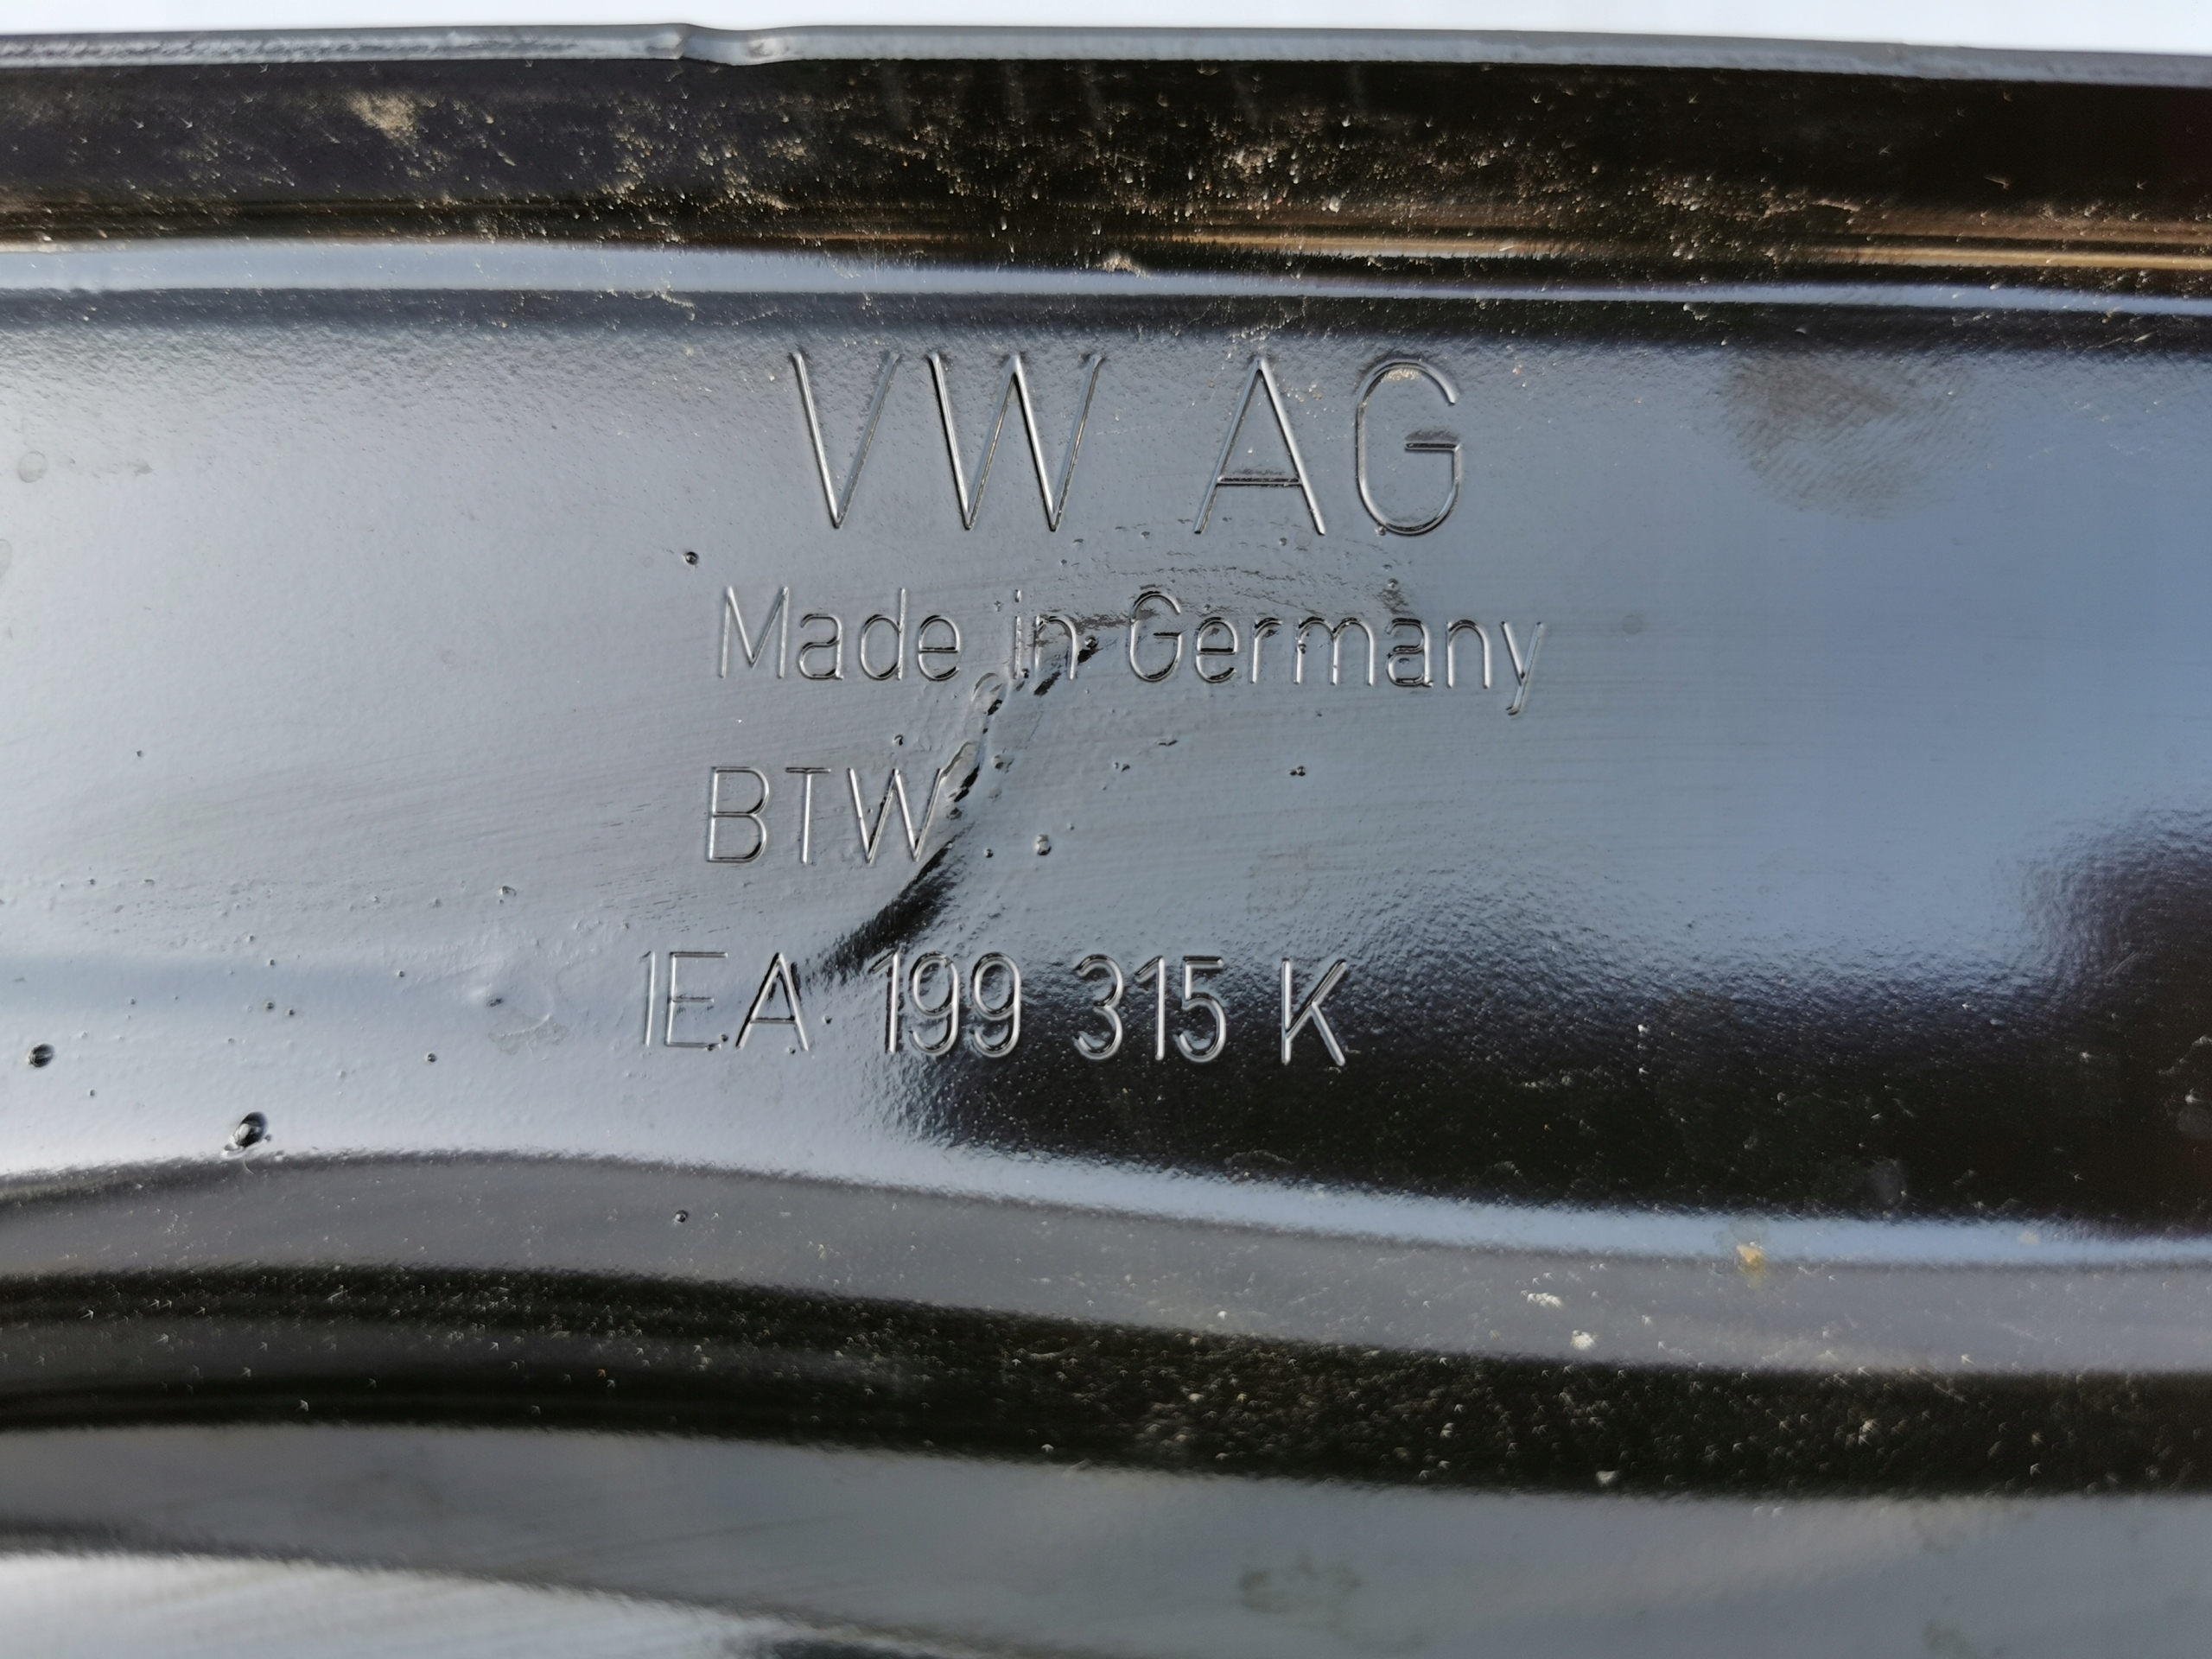 VW AG
Made in Germany
BTW
1EA 199 315 K